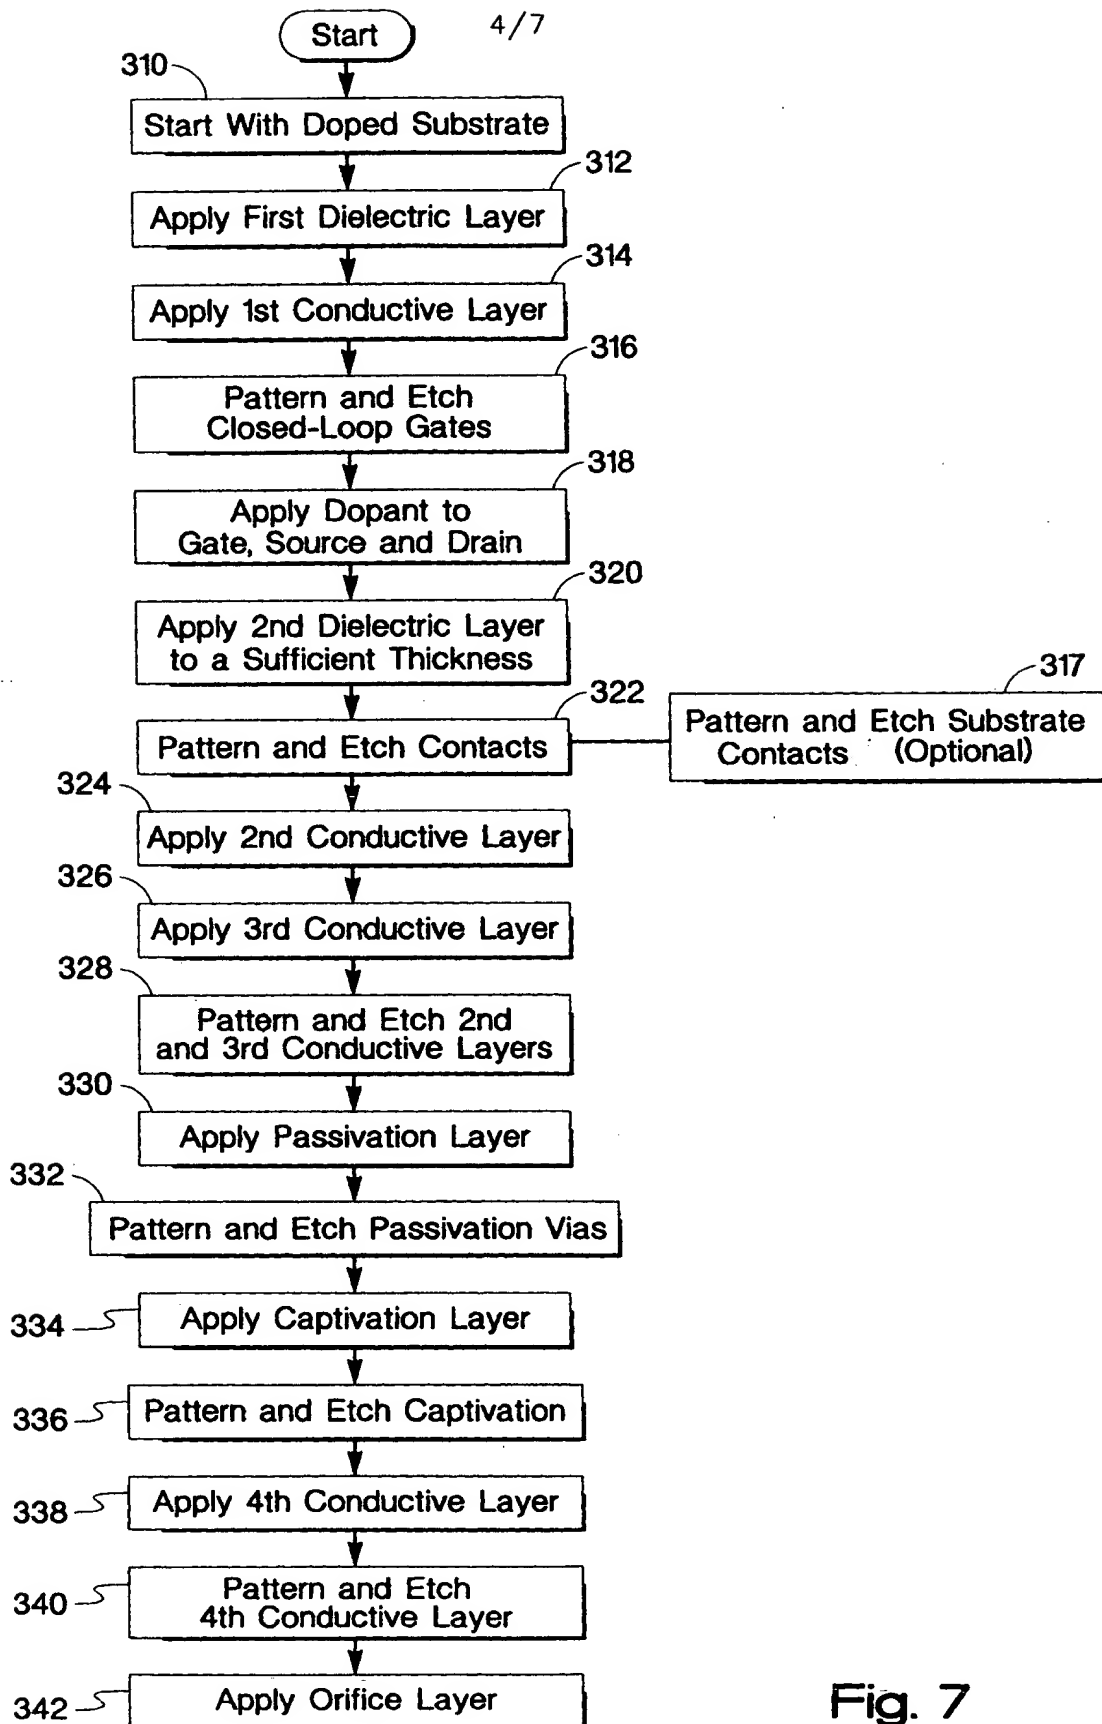 Start
4/7
310
Start With Doped Substrate
312
Apply First Dielectric Layer
314
Apply 1st Conductive Layer
316
Pattern and Etch
Closed-Loop Gates
318
Apply Dopant to
Gate, Source and Drain
320
Apply 2nd Dielectric Layer
to a Sufficient Thickness
322
Pattern and Etch Contacts
317
Pattern and Etch Substrate
Contacts (Optional)
324
Apply 2nd Conductive Layer
326
Apply 3rd Conductive Layer
328
Pattern and Etch 2nd
and 3rd Conductive Layers
330
Apply Passivation Layer
332
Pattern and Etch Passivation Vias
334
Apply Captivation Layer
336
Pattern and Etch Captivation
338
Apply 4th Conductive Layer
340
Pattern and Etch
4th Conductive Layer
342
Apply Orifice Layer
Fig. 7